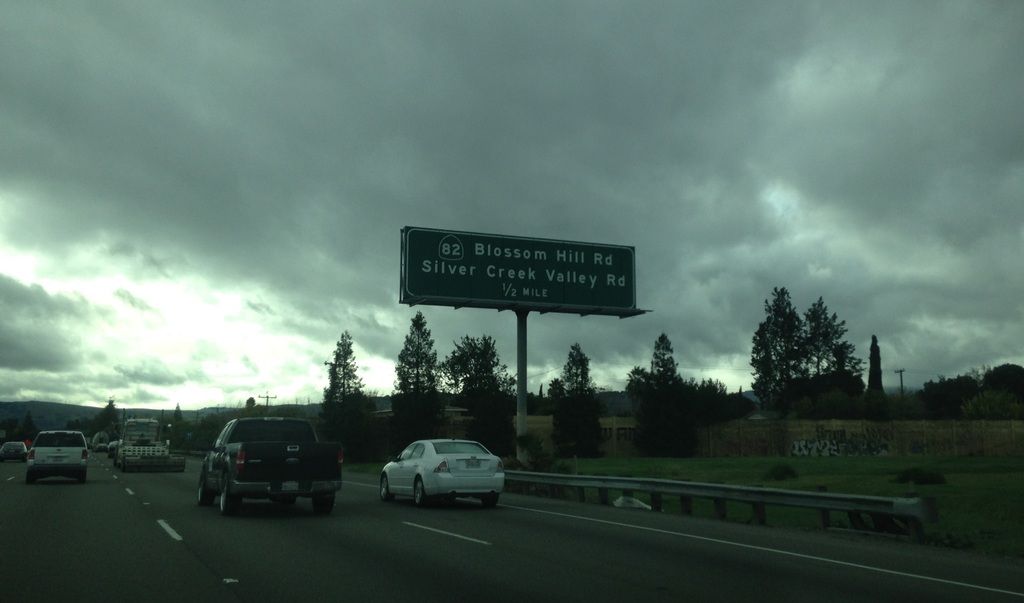 82 Blossom Hill Rd
Silver Creek Valley Rd
1/2 MILE